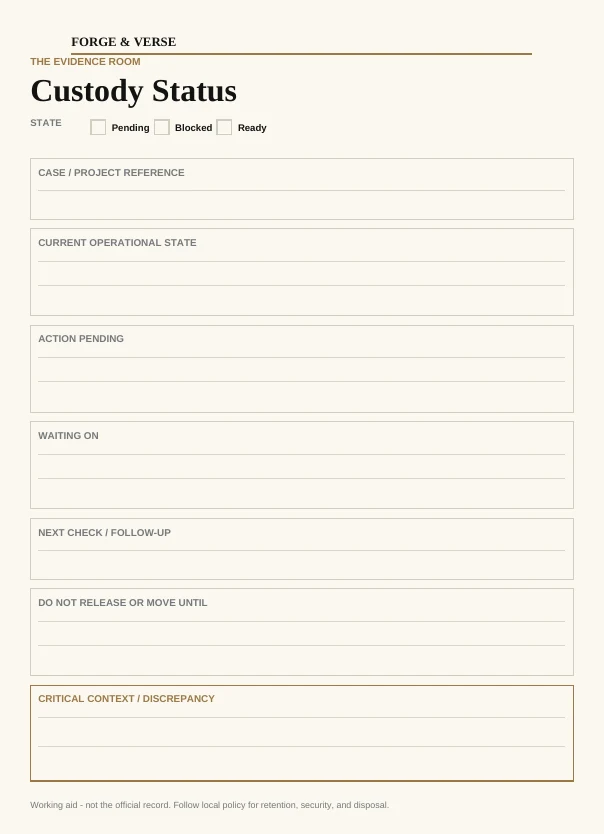 FORGE & VERSE
THE EVIDENCE ROOM
Custody Status
STATE Pending Blocked Ready
CASE / PROJECT REFERENCE
CURRENT OPERATIONAL STATE
ACTION PENDING
WAITING ON
NEXT CHECK / FOLLOW-UP
DO NOT RELEASE OR MOVE UNTIL
CRITICAL CONTEXT / DISCREPANCY
Working aid - not the official record. Follow local policy for retention, security, and disposal.